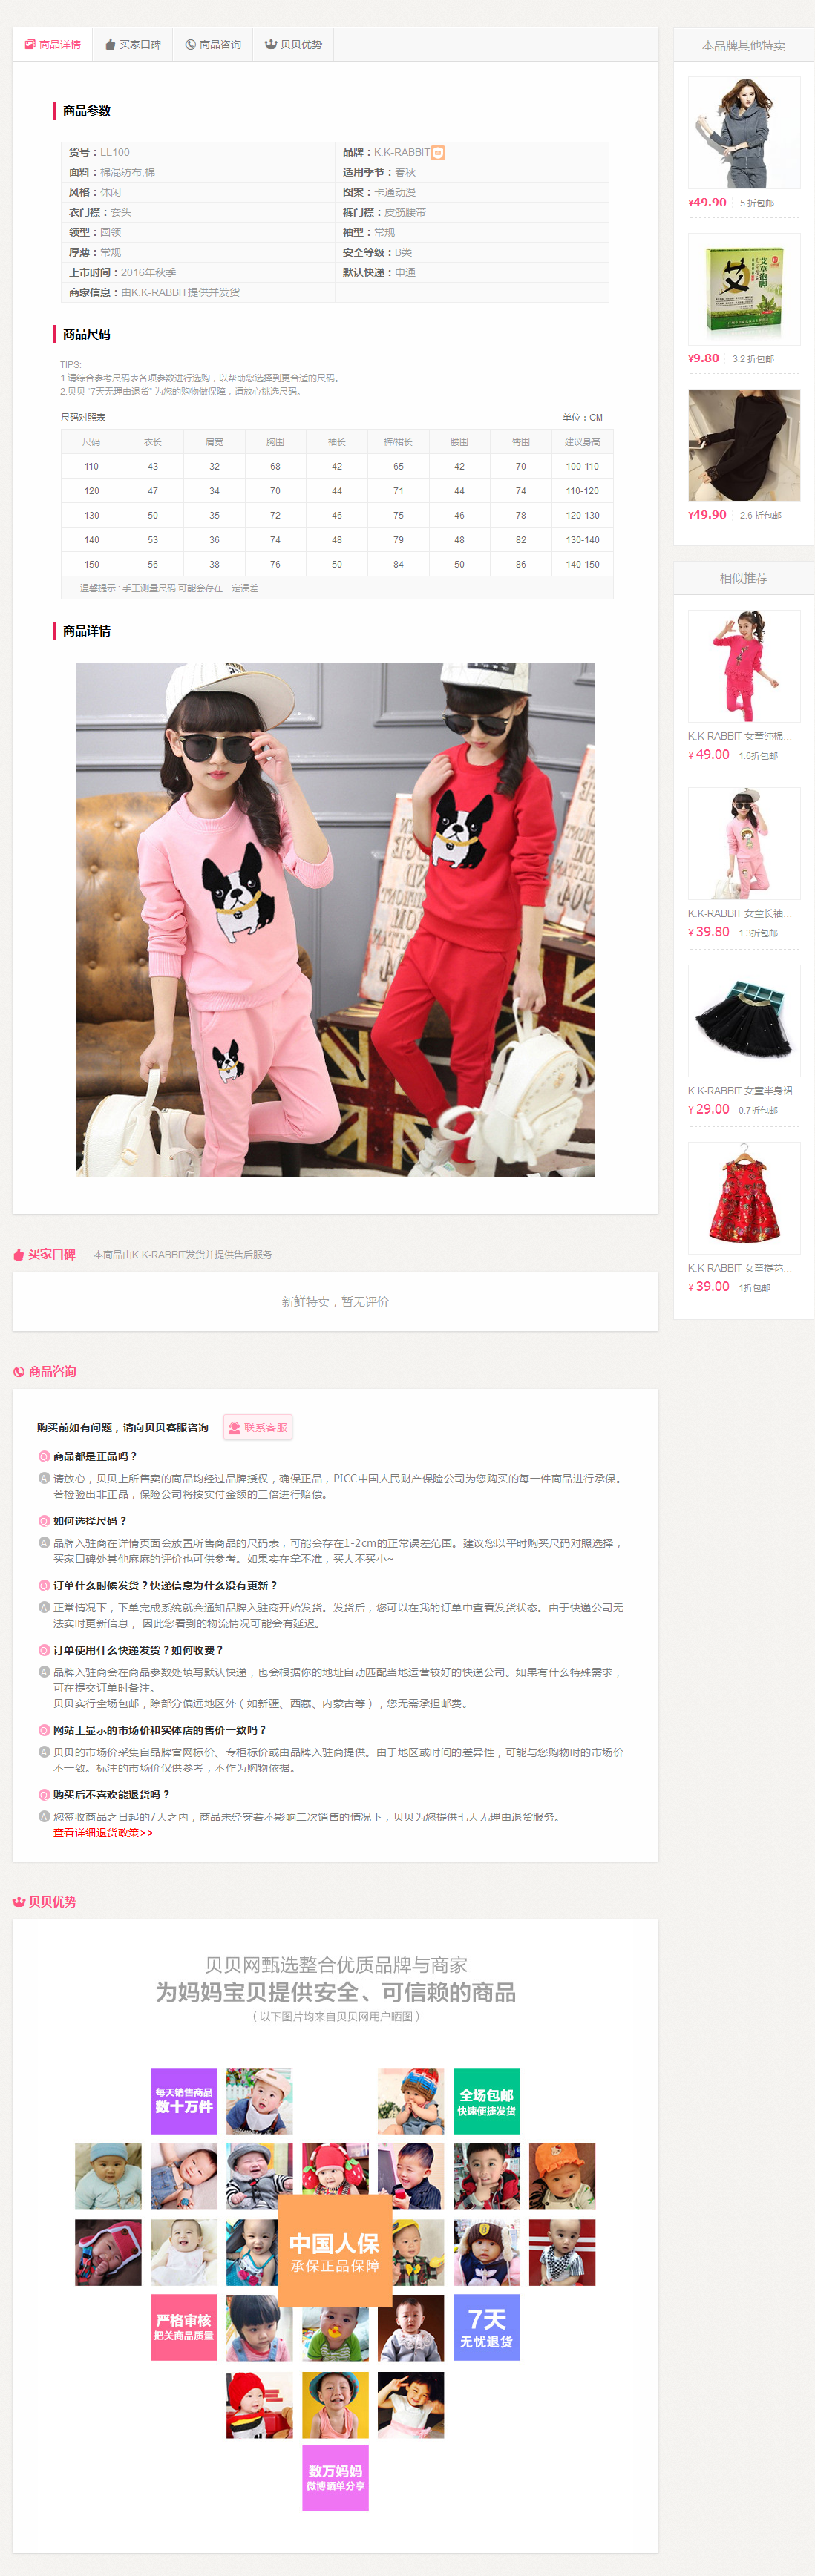 商品详情 买家口碑 商品咨询 贝贝优势
商品参数
货号：LL100 品牌：K.K-RABBIT
面料：棉混纺布,棉 适用季节：春秋
风格：休闲 图案：卡通动漫
衣门襟：套头 裤门襟：皮筋腰带
领型：圆领 袖型：常规
厚薄：常规 安全等级：B类
上市时间：2016年秋季 默认快递：申通
商家信息：由K.K-RABBIT提供并发货
商品尺码
TIPS:
1.请综合参考尺码表各项参数进行选购，以帮助您选择到更合适的尺码。
2.贝贝 “7天无理由退货” 为您的购物做保障，请放心挑选尺码。
尺码对照表 单位：CM
尺码 衣长 肩宽 胸围 袖长 裤/裙长 腰围 臀围 建议身高
110 43 32 68 42 65 42 70 100-110
120 47 34 70 44 71 44 74 110-120
130 50 35 72 46 75 46 78 120-130
140 53 36 74 48 79 48 82 130-140
150 56 38 76 50 84 50 86 140-150
温馨提示 : 手工测量尺码 可能会存在一定误差
商品详情
买家口碑 本商品由K.K-RABBIT发货并提供售后服务
新鲜特卖，暂无评价
商品咨询
购买前如有问题，请向贝贝客服咨询 联系客服
Q 商品都是正品吗？
A 请放心，贝贝上所售卖的商品均经过品牌授权，确保正品，PICC中国人民财产保险公司为您购买的每一件商品进行承保。
若检验出非正品，保险公司将按实付金额的三倍进行赔偿。
Q 如何选择尺码？
A 品牌入驻商在详情页面会放置所售商品的尺码表，可能会存在1-2cm的正常误差范围。建议您以平时购买尺码对照选择，
买家口碑处其他麻麻的评价也可供参考。如果实在拿不准，买大不买小~
Q 订单什么时候发货？快递信息为什么没有更新？
A 正常情况下，下单完成系统就会通知品牌入驻商开始发货。发货后，您可以在我的订单中查看发货状态。由于快递公司无
法实时更新信息， 因此您看到的物流情况可能会有延迟。
Q 订单使用什么快递发货？如何收费？
A 品牌入驻商会在商品参数处填写默认快递，也会根据你的地址自动匹配当地运营较好的快递公司。如果有什么特殊需求，
可在提交订单时备注。
贝贝实行全场包邮，除部分偏远地区外（如新疆、西藏、内蒙古等），您无需承担邮费。
Q 网站上显示的市场价和实体店的售价一致吗？
A 贝贝的市场价采集自品牌官网标价、专柜标价或由品牌入驻商提供。由于地区或时间的差异性，可能与您购物时的市场价
不一致。标注的市场价仅供参考，不作为购物依据。
Q 购买后不喜欢能退货吗？
A 您签收商品之日起的7天之内，商品未经穿着不影响二次销售的情况下，贝贝为您提供七天无理由退货服务。
查看详细退货政策>>
贝贝优势
贝贝网甄选整合优质品牌与商家
为妈妈宝贝提供安全、可信赖的商品
（以下图片均来自贝贝网用户晒图）
每天销售商品
数十万件
全场包邮
快速便捷发货
中国人保
承保正品保障
严格审核
把关商品质量
7天
无忧退货
数万妈妈
微博晒单分享
本品牌其他特卖
¥49.90 5 折包邮
艾
艾草泡脚
¥9.80 3.2 折包邮
¥49.90 2.6 折包邮
相似推荐
K.K-RABBIT 女童纯棉...
¥ 49.00 1.6折包邮
K.K-RABBIT 女童长袖...
¥ 39.80 1.3折包邮
K.K-RABBIT 女童半身裙
¥ 29.00 0.7折包邮
K.K-RABBIT 女童提花...
¥ 39.00 1折包邮